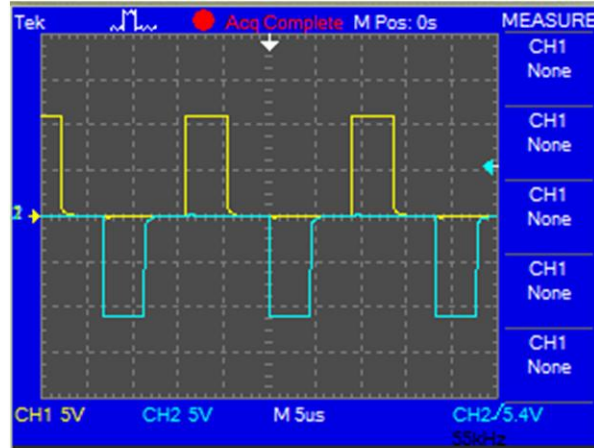 Tek Acq Complete M Pos: 0s MEASURE
CH1
None
CH1
None
CH1
None
CH1
None
CH1
None
CH1 5V CH2 5V M 5us CH2/5.4V
55kHz